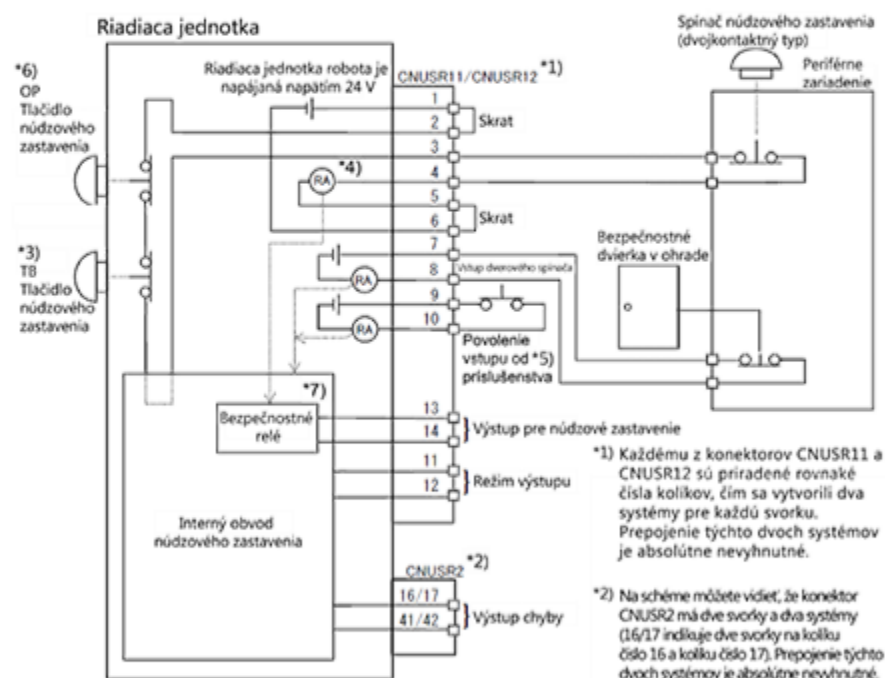 Riadiaca jednotka
Spínač núdzového zastavenia
(dvojkontaktný typ)
Periférne
zariadenie
*6)
OP
Tlačidlo
núdzového
zastavenia
Riadiaca jednotka robota je
napájaná napätím 24 V
CNUSR11/CNUSR12 *1)
1
2
Skrat
3
*4)
RA
4
5
6
Skrat
*3)
TB
Tlačidlo
núdzového
zastavenia
7
RA
8
Vstup dverového spínača
Bezpečnostné
dvierka v ohrade
9
RA
10
Povolenie
vstupu od *5)
príslušenstva
*7)
Bezpečnostné
relé
13
14
Výstup pre núdzové zastavenie
11
12
Režim výstupu
Interný obvod
núdzového zastavenia
CNUSR2 *2)
16/17
41/42
Výstup chyby
*1) Každému z konektorov CNUSR11 a
CNUSR12 sú priradené rovnaké
čísla kolíkov, čím sa vytvorili dva
systémy pre každú svorku.
Prepojenie týchto dvoch systémov
je absolútne nevyhnutné.
*2) Na schéme môžete vidieť, že konektor
CNUSR2 má dve svorky a dva systémy
(16/17 indikuje dve svorky na kolíku
číslo 16 a kolíku číslo 17). Prepojenie týchto
dvoch systémov je absolútne nevyhnutné.